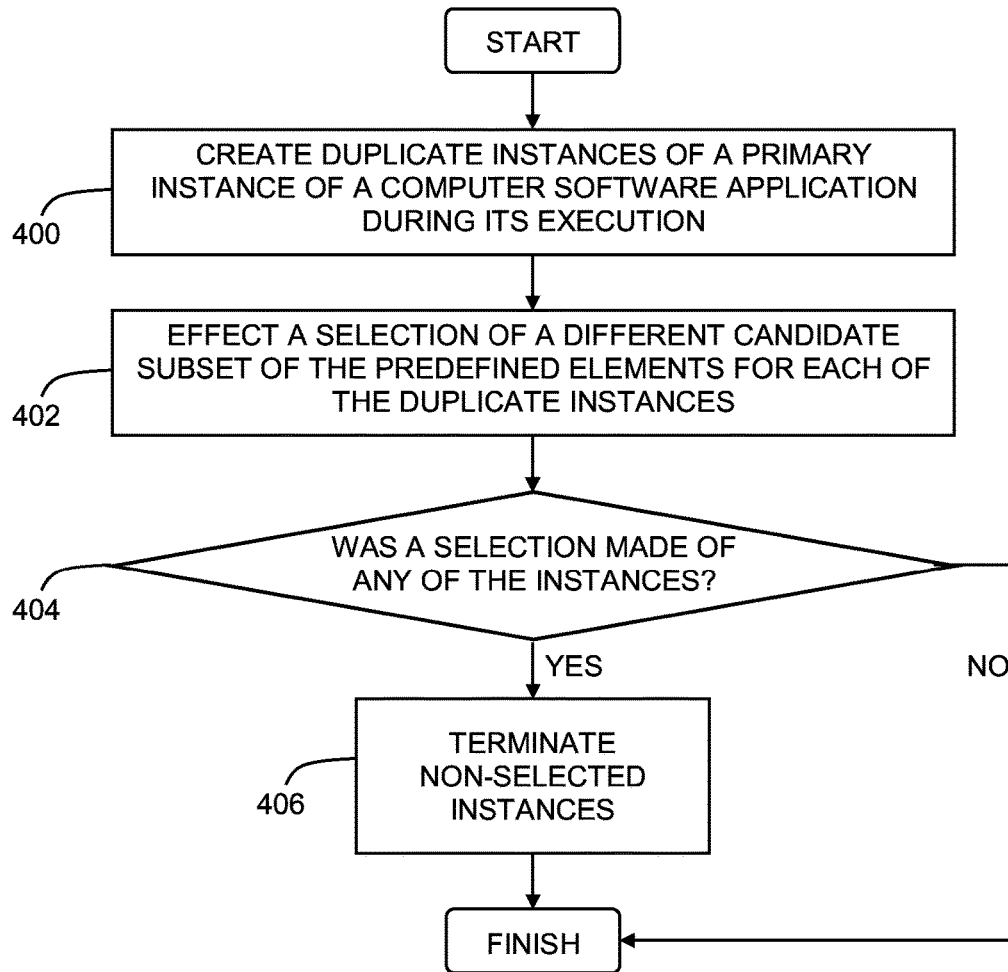 START
CREATE DUPLICATE INSTANCES OF A PRIMARY
INSTANCE OF A COMPUTER SOFTWARE APPLICATION
DURING ITS EXECUTION
400
EFFECT A SELECTION OF A DIFFERENT CANDIDATE
SUBSET OF THE PREDEFINED ELEMENTS FOR EACH OF
THE DUPLICATE INSTANCES
402
WAS A SELECTION MADE OF
ANY OF THE INSTANCES?
404
YES
NO
TERMINATE
NON-SELECTED
INSTANCES
406
FINISH